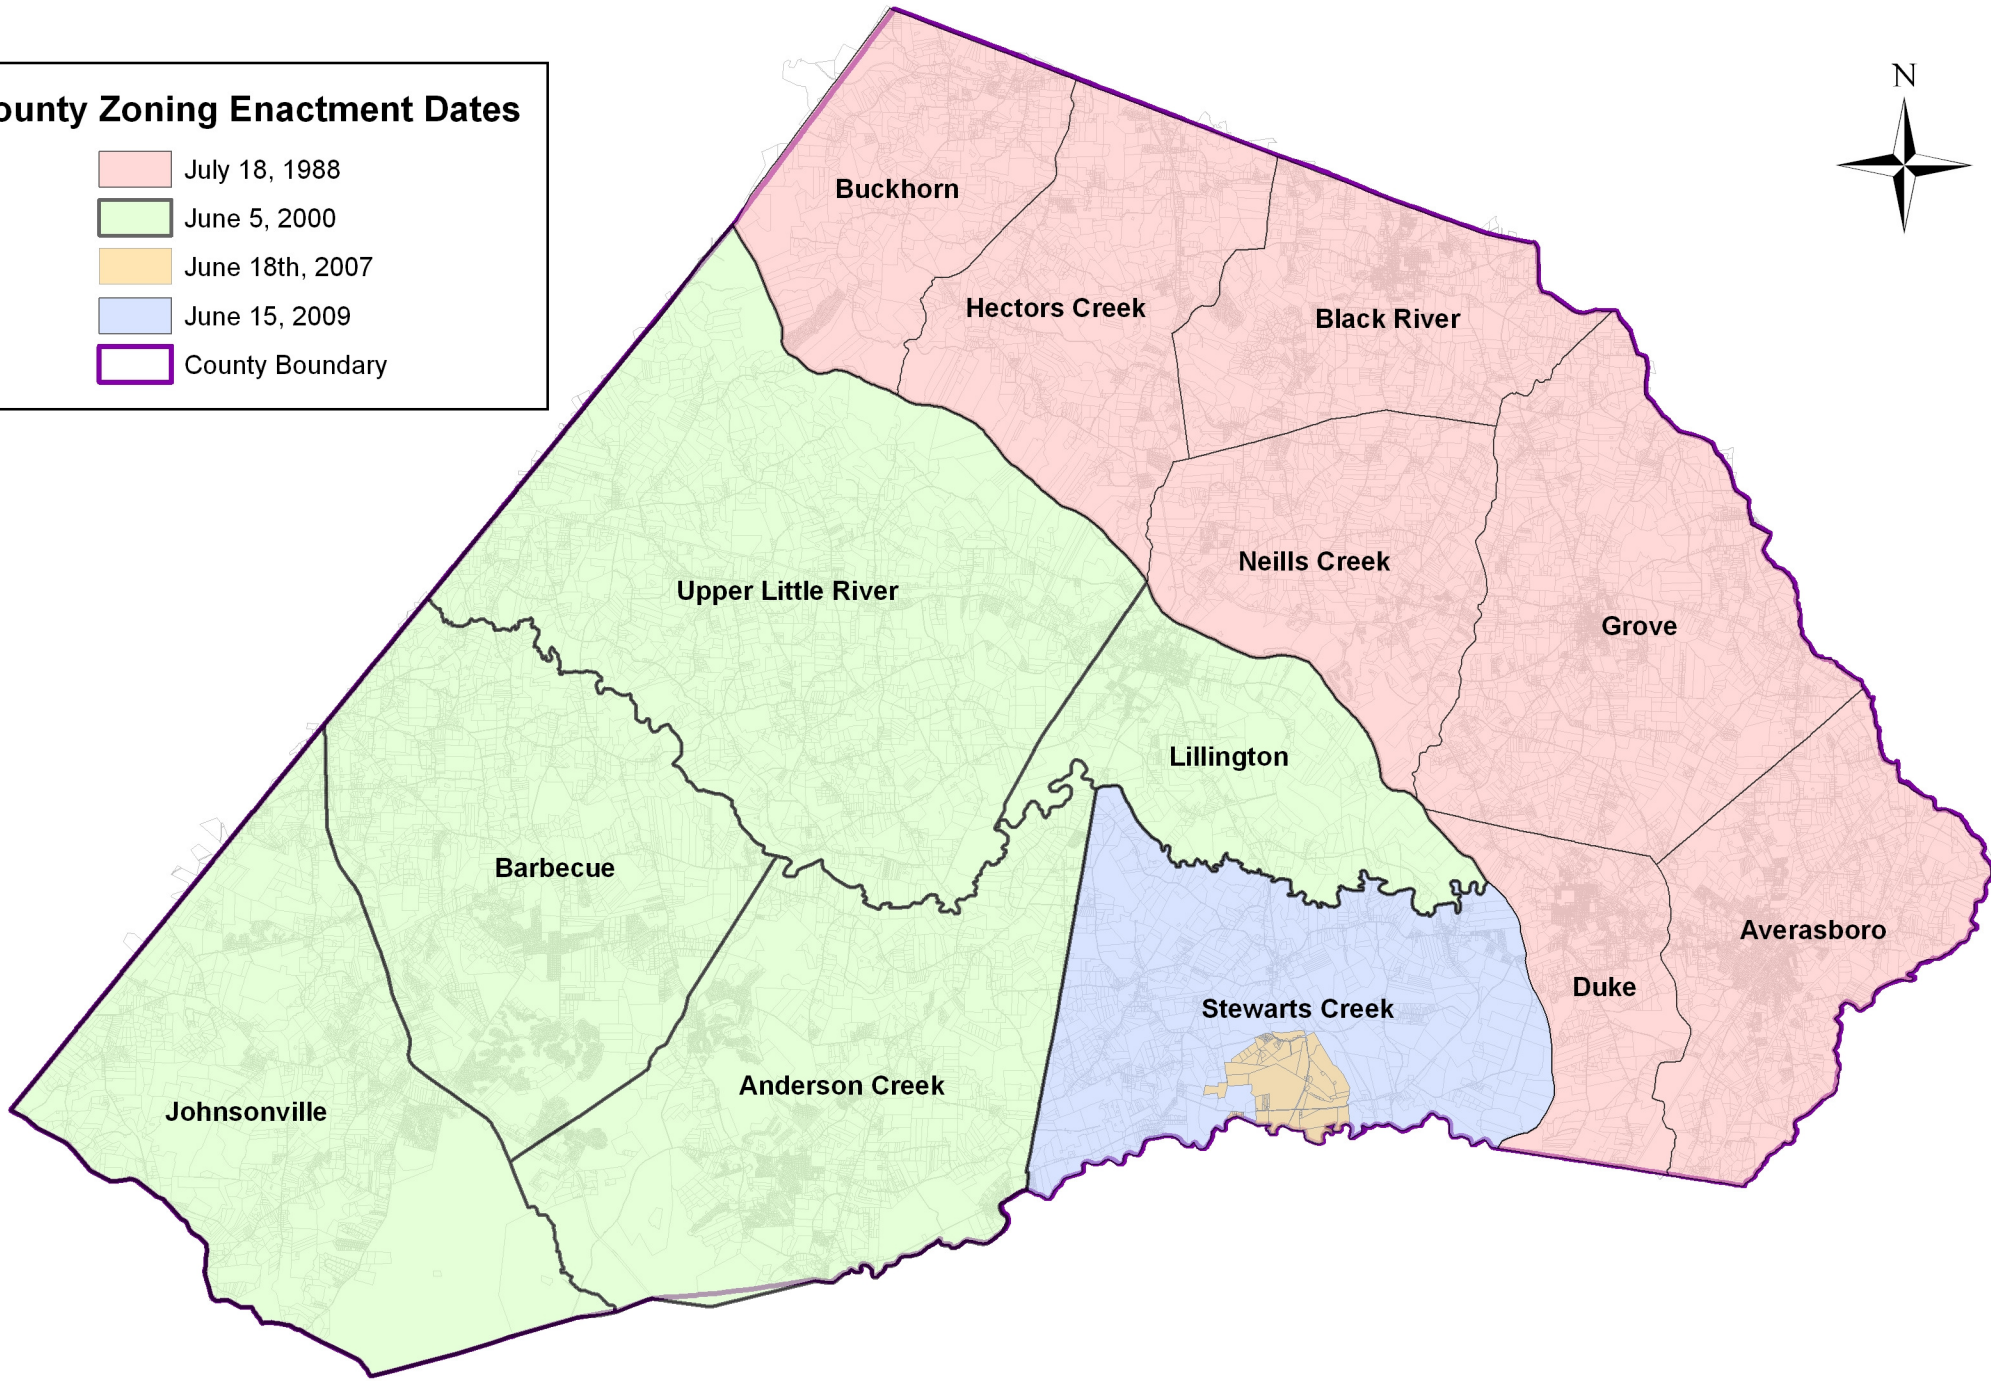 ounty Zoning Enactment Dates
July 18, 1988
June 5, 2000
June 18th, 2007
June 15, 2009
County Boundary
N
Buckhorn
Hectors Creek
Black River
Neills Creek
Upper Little River
Grove
Lillington
Barbecue
Averasboro
Duke
Stewarts Creek
Anderson Creek
Johnsonville